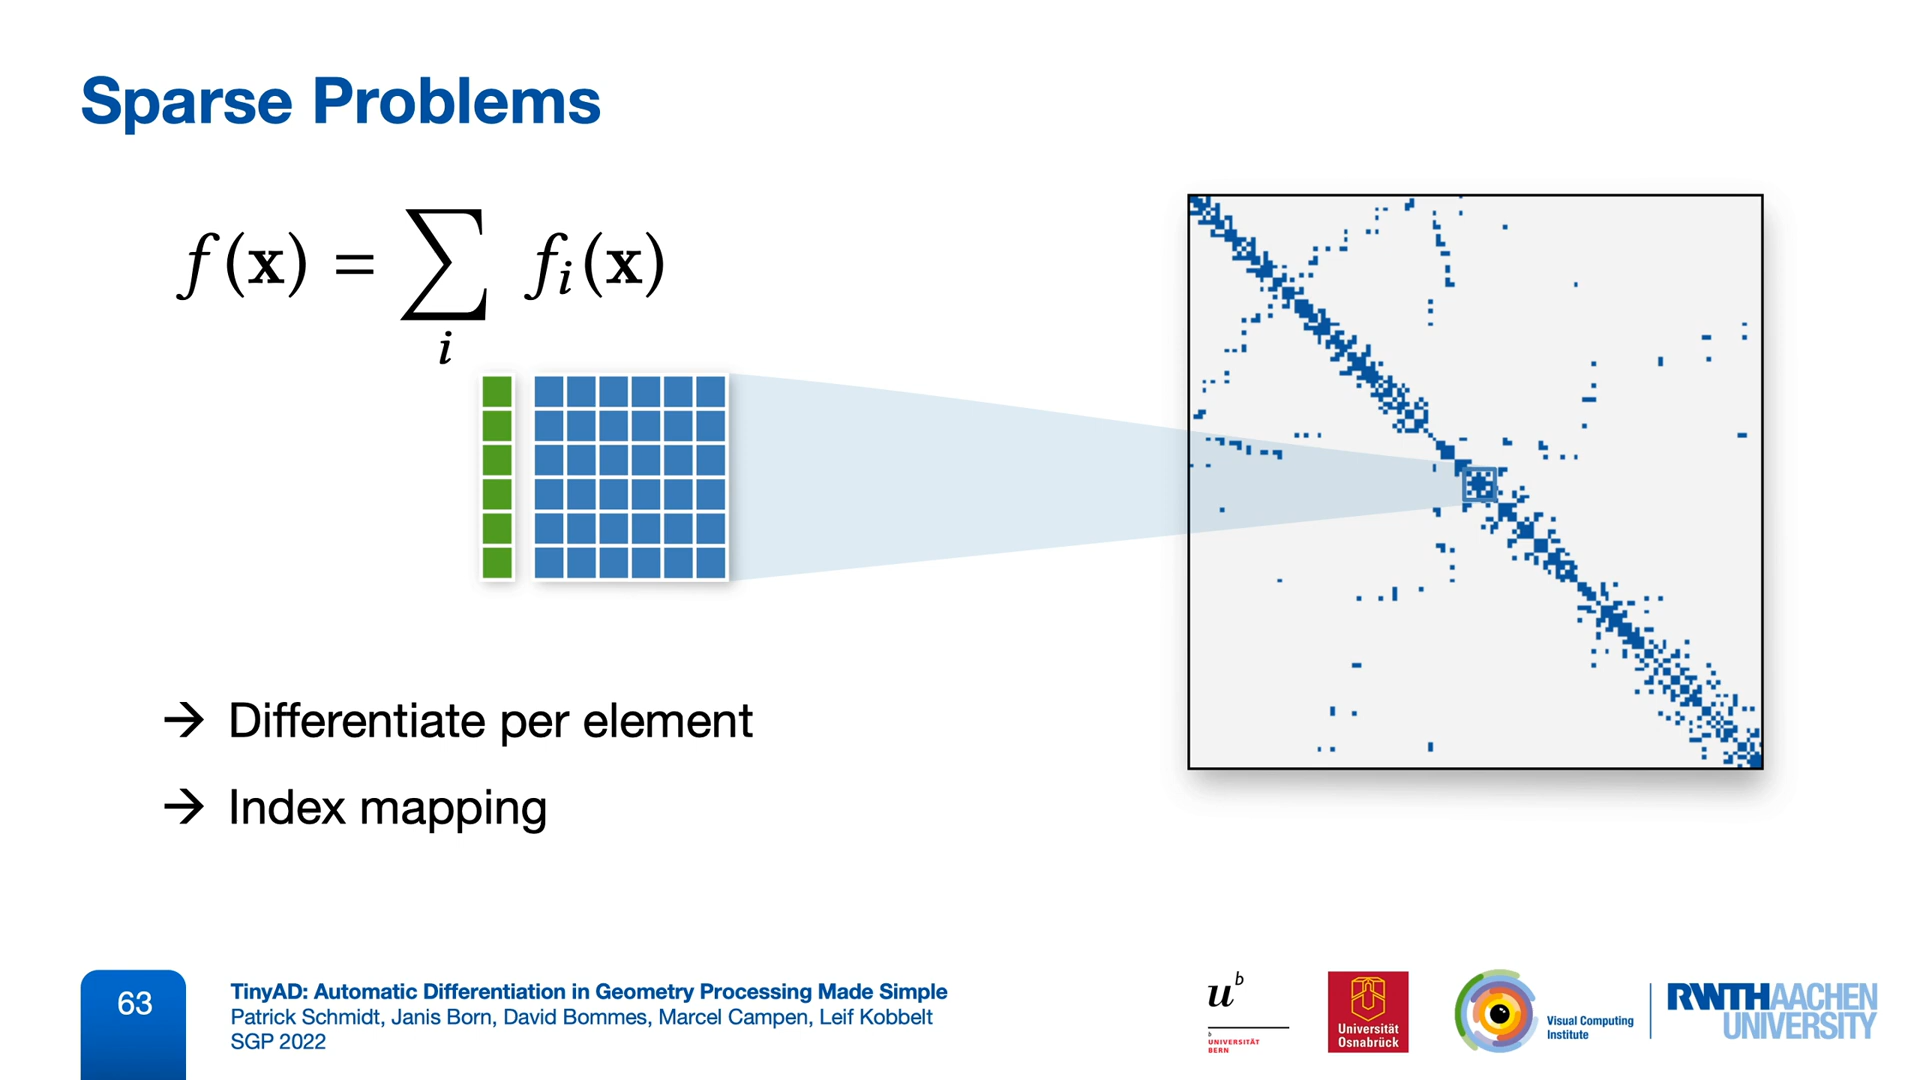 Sparse Problems
f(x) = ∑ fᵢ(x)
i
→ Differentiate per element
→ Index mapping
63
TinyAD: Automatic Differentiation in Geometry Processing Made Simple
Patrick Schmidt, Janis Born, David Bommes, Marcel Campen, Leif Kobbelt
SGP 2022
u^b
b
UNIVERSITÄT
BERN
Universität
Osnabrück
Visual Computing
Institute
RWTH AACHEN
UNIVERSITY